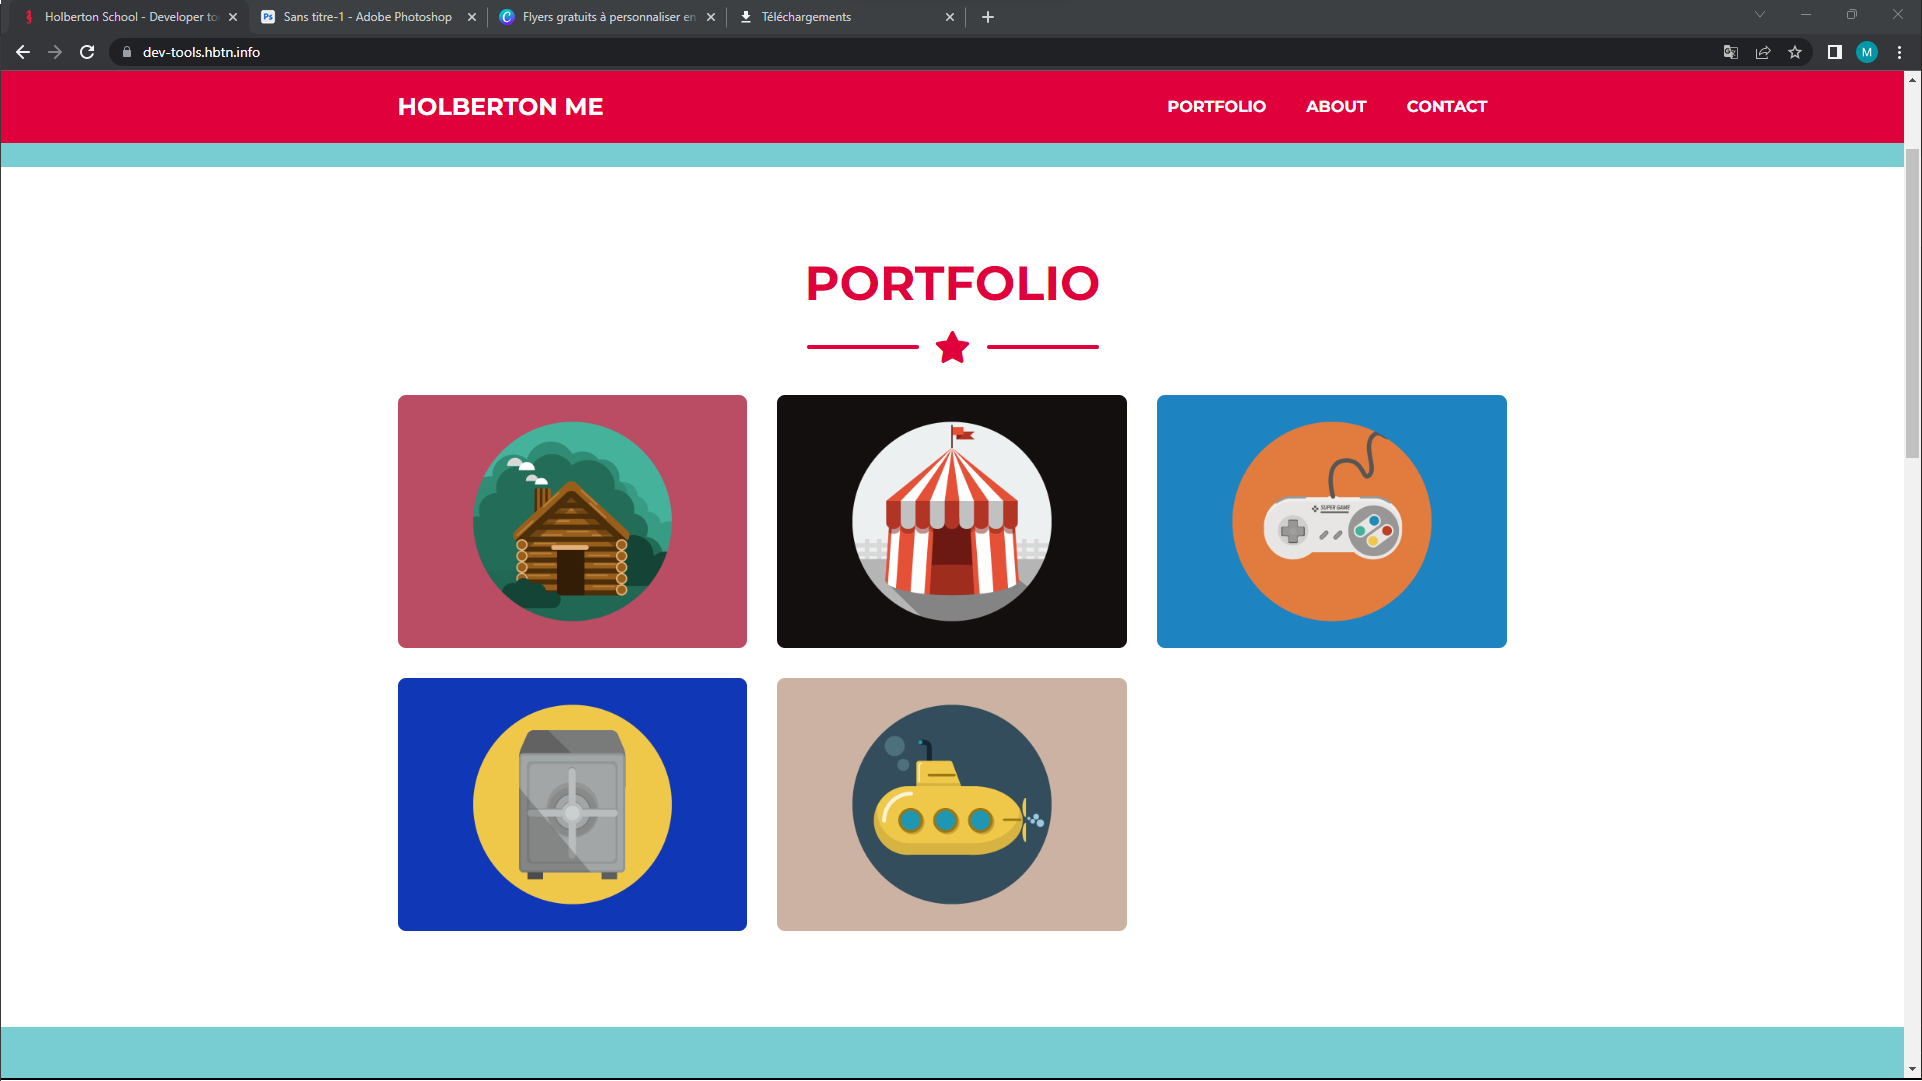 Holberton School - Developer to
Sans titre-1 - Adobe Photoshop
Flyers gratuits à personnaliser en
Téléchargements
dev-tools.hbtn.info
M
HOLBERTON ME
PORTFOLIO
ABOUT
CONTACT
PORTFOLIO
SUPER GAME